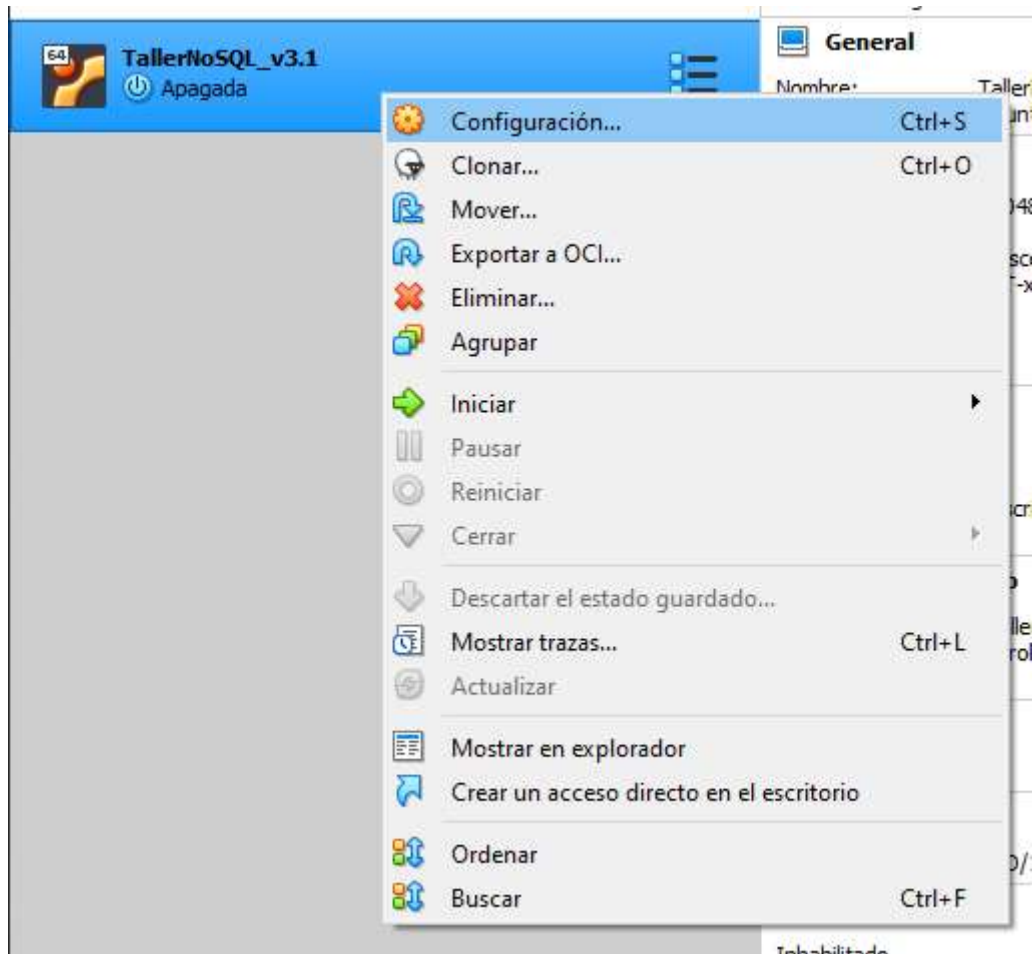 64
TallerNoSQL_v3.1
Apagada
General
Nombre:
Configuración... Ctrl+S
Clonar... Ctrl+O
Mover...
Exportar a OCI...
Eliminar...
Agrupar
Iniciar
Pausar
Reiniciar
Cerrar
Descartar el estado guardado...
Mostrar trazas... Ctrl+L
Actualizar
Mostrar en explorador
Crear un acceso directo en el escritorio
Ordenar
Buscar Ctrl+F